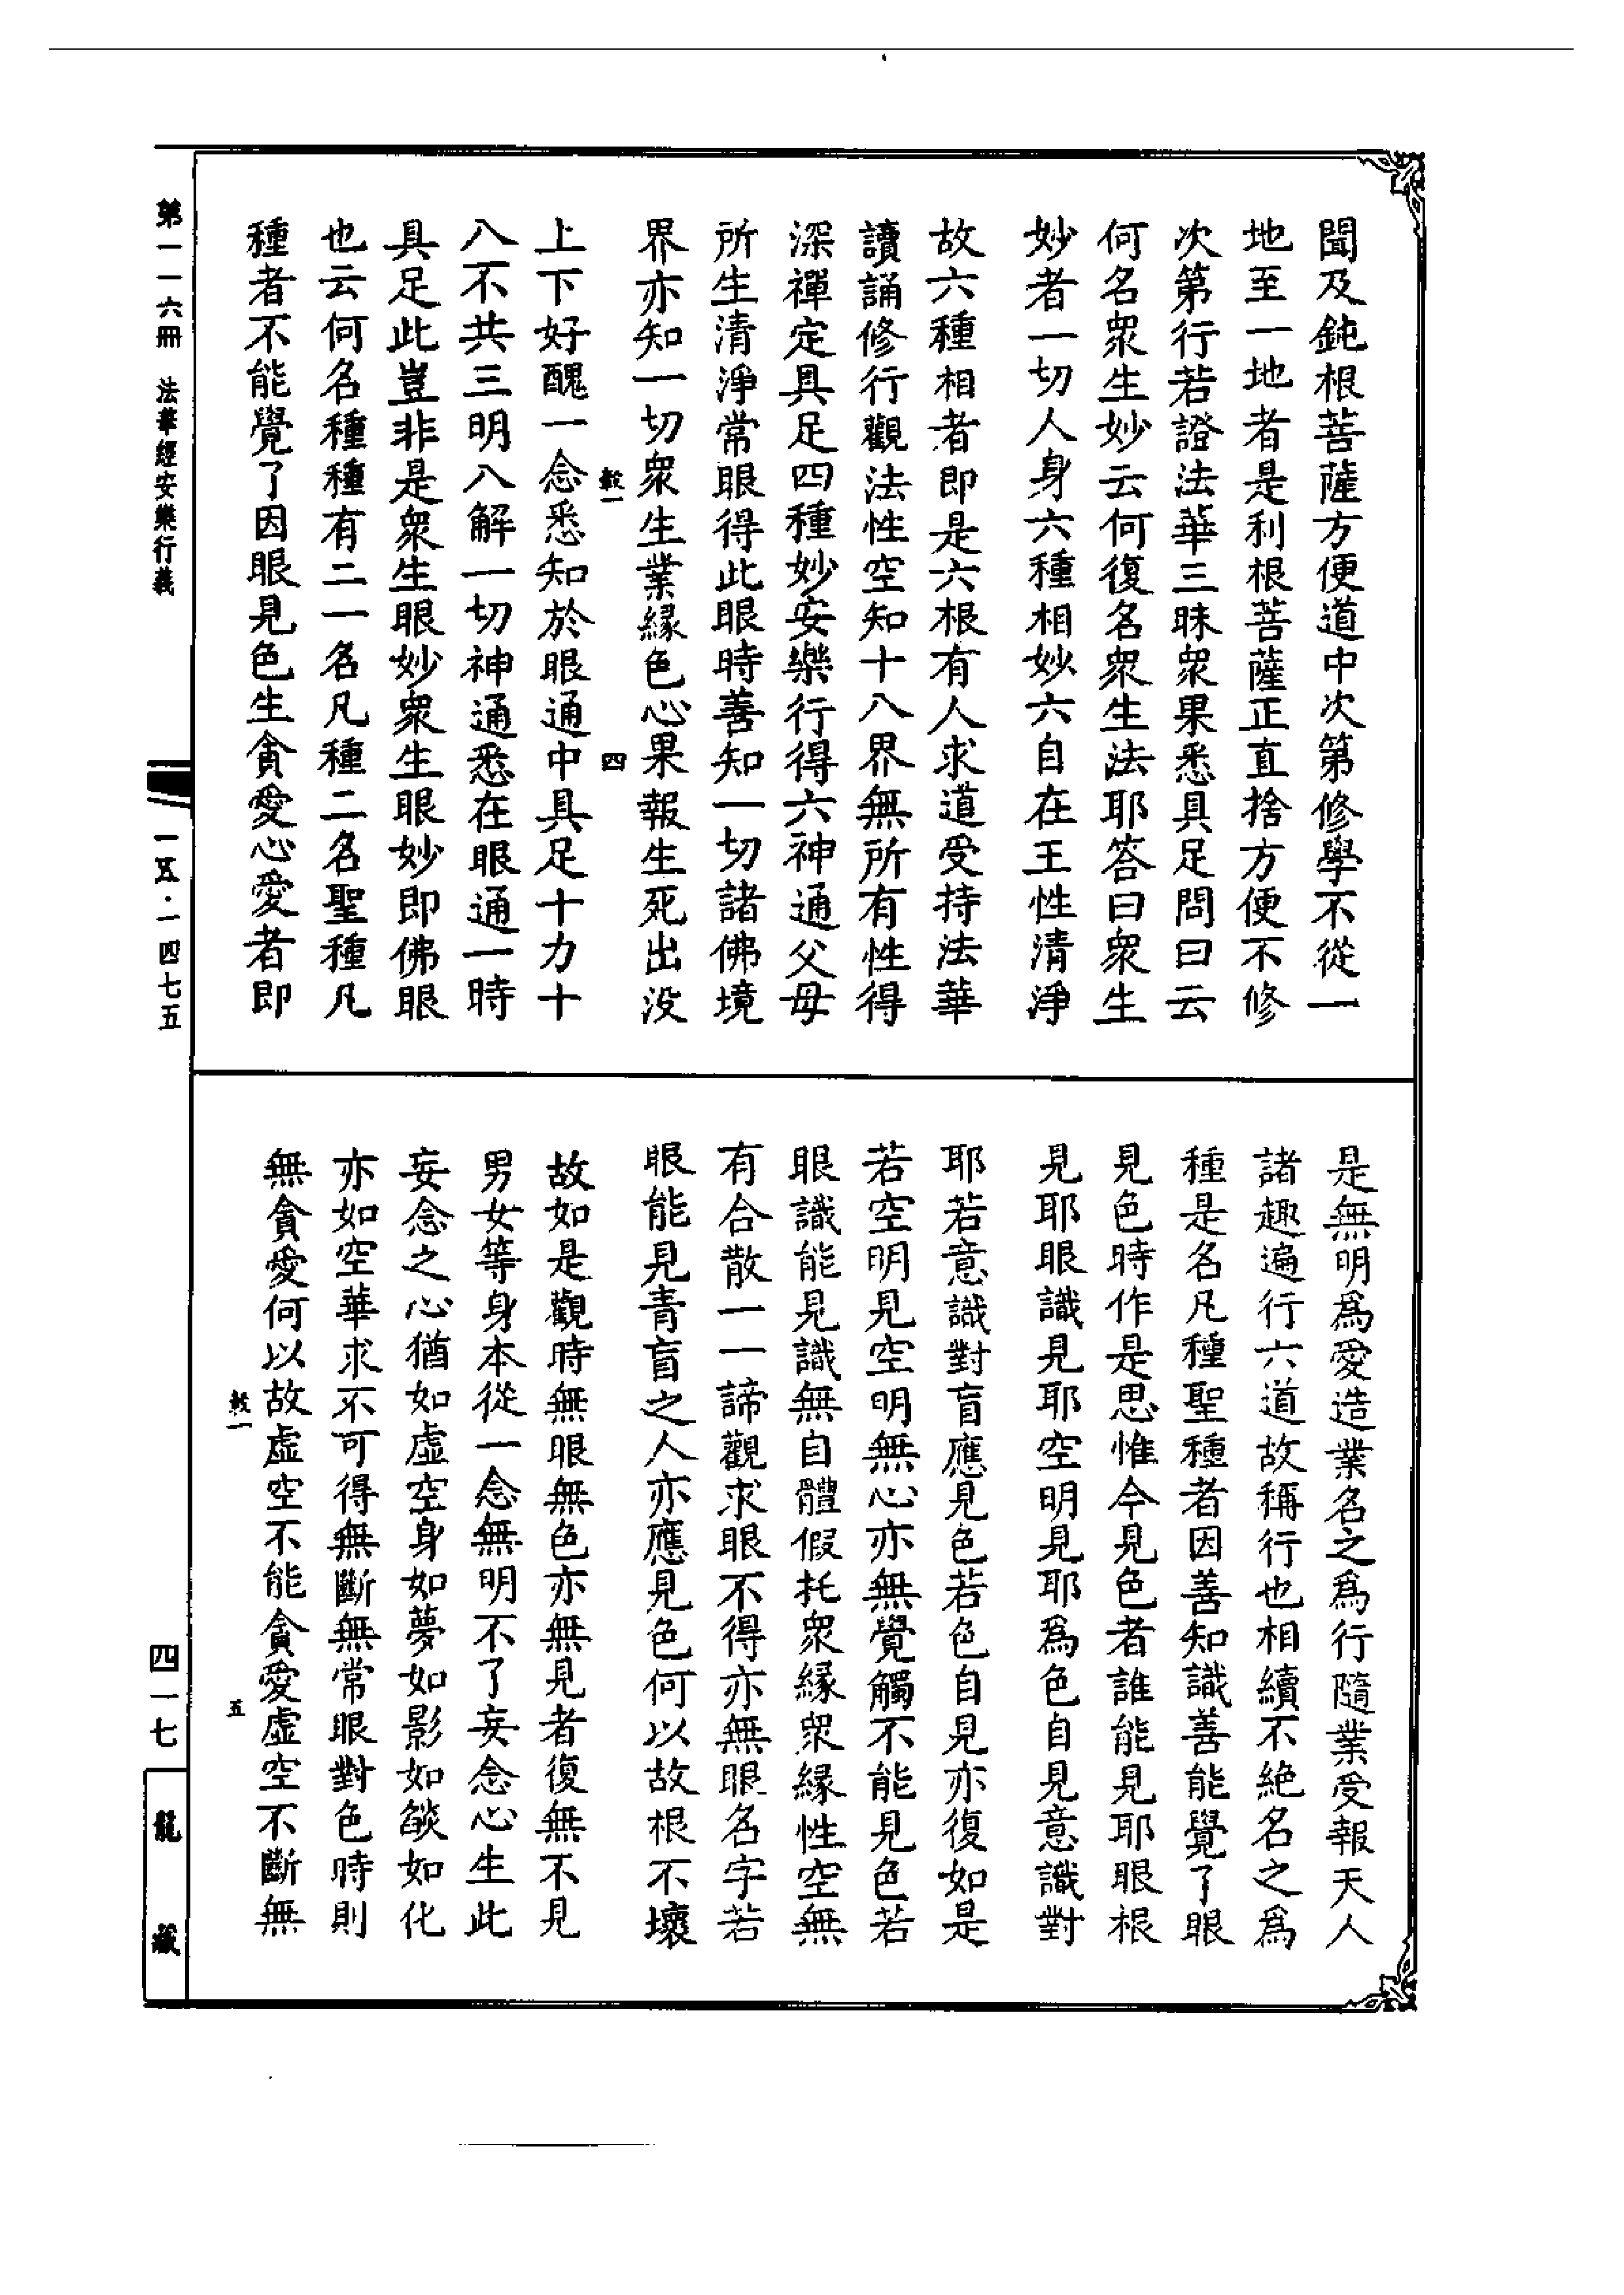 聞及鈍根菩薩方便道中次第修學不從一
地至一地者是利根菩薩正直捨方便不修
次第行若證法華三昧眾果悉具足問曰云
何名眾生妙云何復名眾生法耶答曰眾生
妙者一切人身六種相妙六自在王性清淨
故六種相者即是六根有人求道受持法華
讀誦修行觀法性空知十八界無所有性得
深禪定具足四種妙安樂行得六神通父母
所生清淨常眼得此眼時善知一切諸佛境
界亦知一切眾生業緣色心果報生死出沒
四
上下好醜一念悉知於眼通中具足十力十
八不共三明八解一切神通悉在眼通一時
具足此豈非是眾生眼妙眾生眼妙即佛眼
也云何名種種有二一名凡種二名聖種凡
種者不能覺了因眼見色生貪愛心愛者即
是無明為愛造業名之為行隨業受報天人
諸趣遍行六道故稱行也相續不絕名之為
種是名凡種聖種者因善知識善能覺了眼
見色時作是思惟今見色者誰能見耶眼根
見耶眼識見耶空明見耶為色自見意識對
耶若意識對盲應見色若色自見亦復如是
若空明見空明無心亦無覺觸不能見色若
眼識能見識無自體假托眾緣眾緣性空無
有合散一一諦觀求眼不得亦無眼名字若
眼能見青盲之人亦應見色何以故根不壞
故如是觀時無眼無色亦無見者復無不見
男女等身本從一念無明不了妄念心生此
妄念之心猶如虛空身如夢如影如燄如化
亦如空華求不可得無斷無常眼對色時則
無貪愛何以故虛空不能貪愛虛空不斷無
五
第一一六冊 法華經安樂行義
一五·一四七五
四一七
龍藏